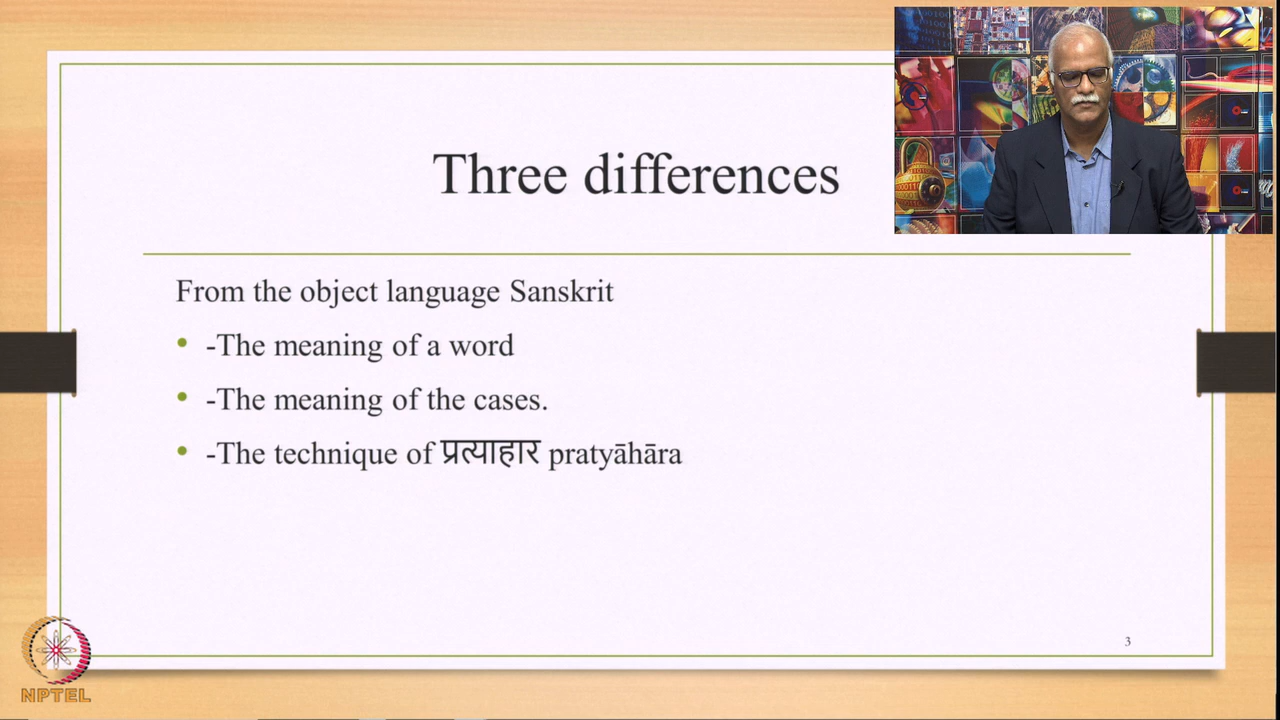 Three differences
From the object language Sanskrit
-The meaning of a word
-The meaning of the cases.
-The technique of प्रत्याहार pratyāhāra
3
NPTEL